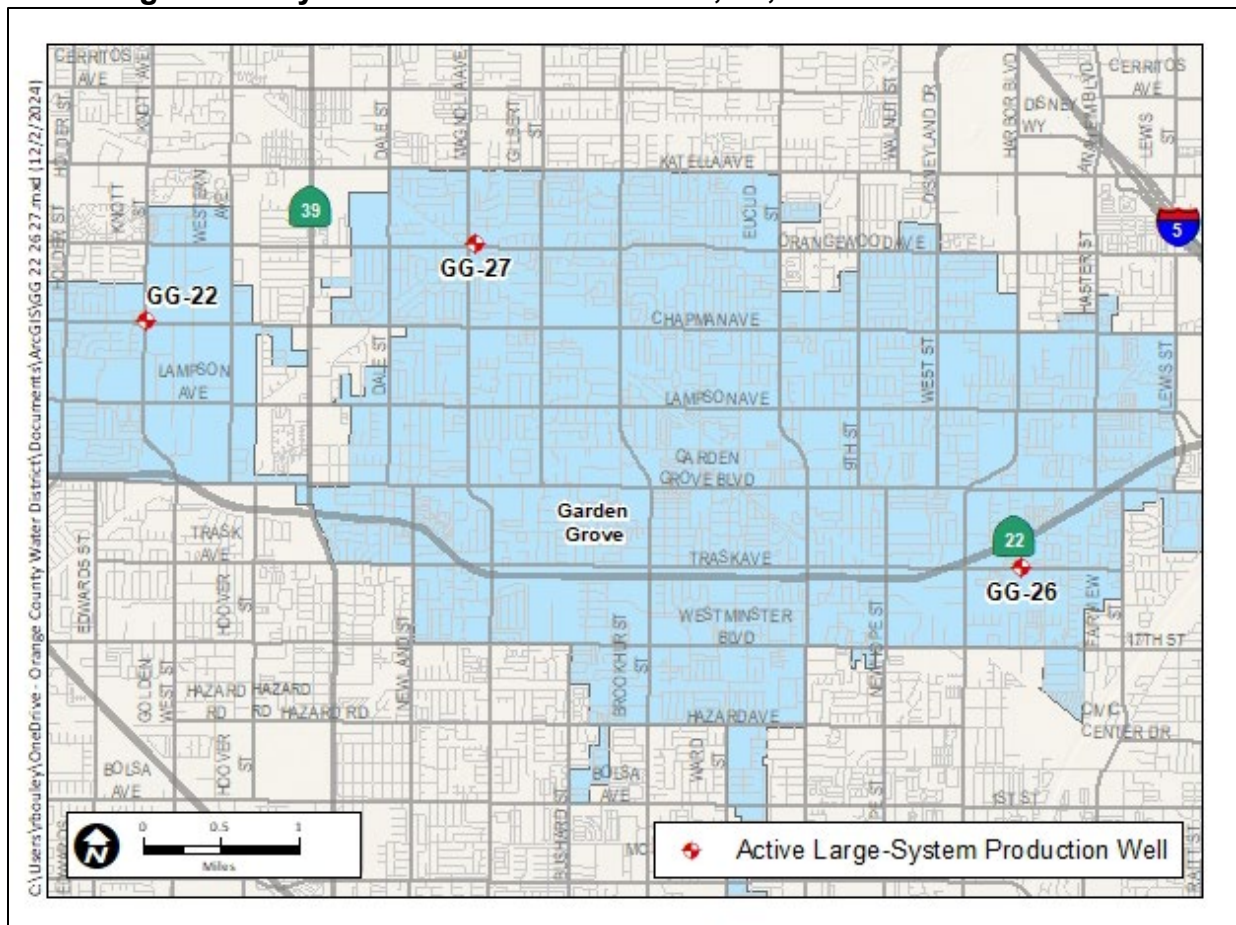 C:\Users\rbouley\OneDrive - Orange County Water District\Documents\ArcGIS\GG 22 26 27.mxd (12/2/2024)
CERRITOS
AVE
KNOTT AVE
HOLDER ST
DALE ST
MAGNOLIA AVE
GILBERT
ST
WALNUT ST
DISNEYLAND DR
HARBOR BLVD
DISNEY
WY
ANAHEIM BLVD
LEWIS
ST
CERRITOS
AVE
KATELLA AVE
HOLDER ST
KNOTT
ST
WESTERN
AVE
39
EUCLID
ST
ORANGEWOOD AVE
5
GG-27
GG-22
HASTER ST
CHAPMAN AVE
LAMPSON
AVE
DALE ST
WEST ST
LEWIS ST
LAMPSON AVE
9TH ST
GARDEN
GROVE BLVD
Garden
Grove
TRASK
AVE
TRASK AVE
22
GG-26
EDWARDS ST
HOOVER
ST
NEWLAND ST
WESTMINSTER
BLVD
NEWHOPE ST
FAIRVIEW
ST
17TH ST
GOLDEN
WEST ST
HAZARD
RD
HAZARD
RD
HAZARD RD
BROOKHURST
ST
HAZARD AVE
CIVIC
CENTER DR
BOLSA
AVE
HOOVER
ST
BOLSA
AVE
WARD
ST
1ST ST
BUSHARD ST
EDWARDS
N
0 0.5 1
Miles
Active Large-System Production Well